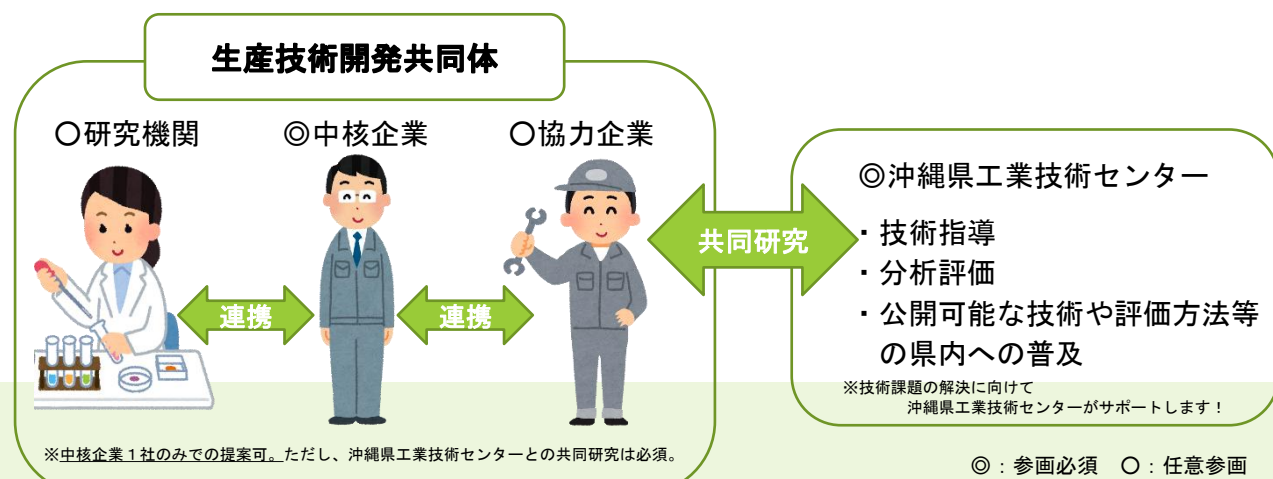 生産技術開発共同体
〇研究機関
◎中核企業
〇協力企業
連携
連携
共同研究
◎沖縄県工業技術センター
・技術指導
・分析評価
・公開可能な技術や評価方法等
の県内への普及
※技術課題の解決に向けて
沖縄県工業技術センターがサポートします！
※中核企業１社のみでの提案可。ただし、沖縄県工業技術センターとの共同研究は必須。
◎：参画必須　〇：任意参画